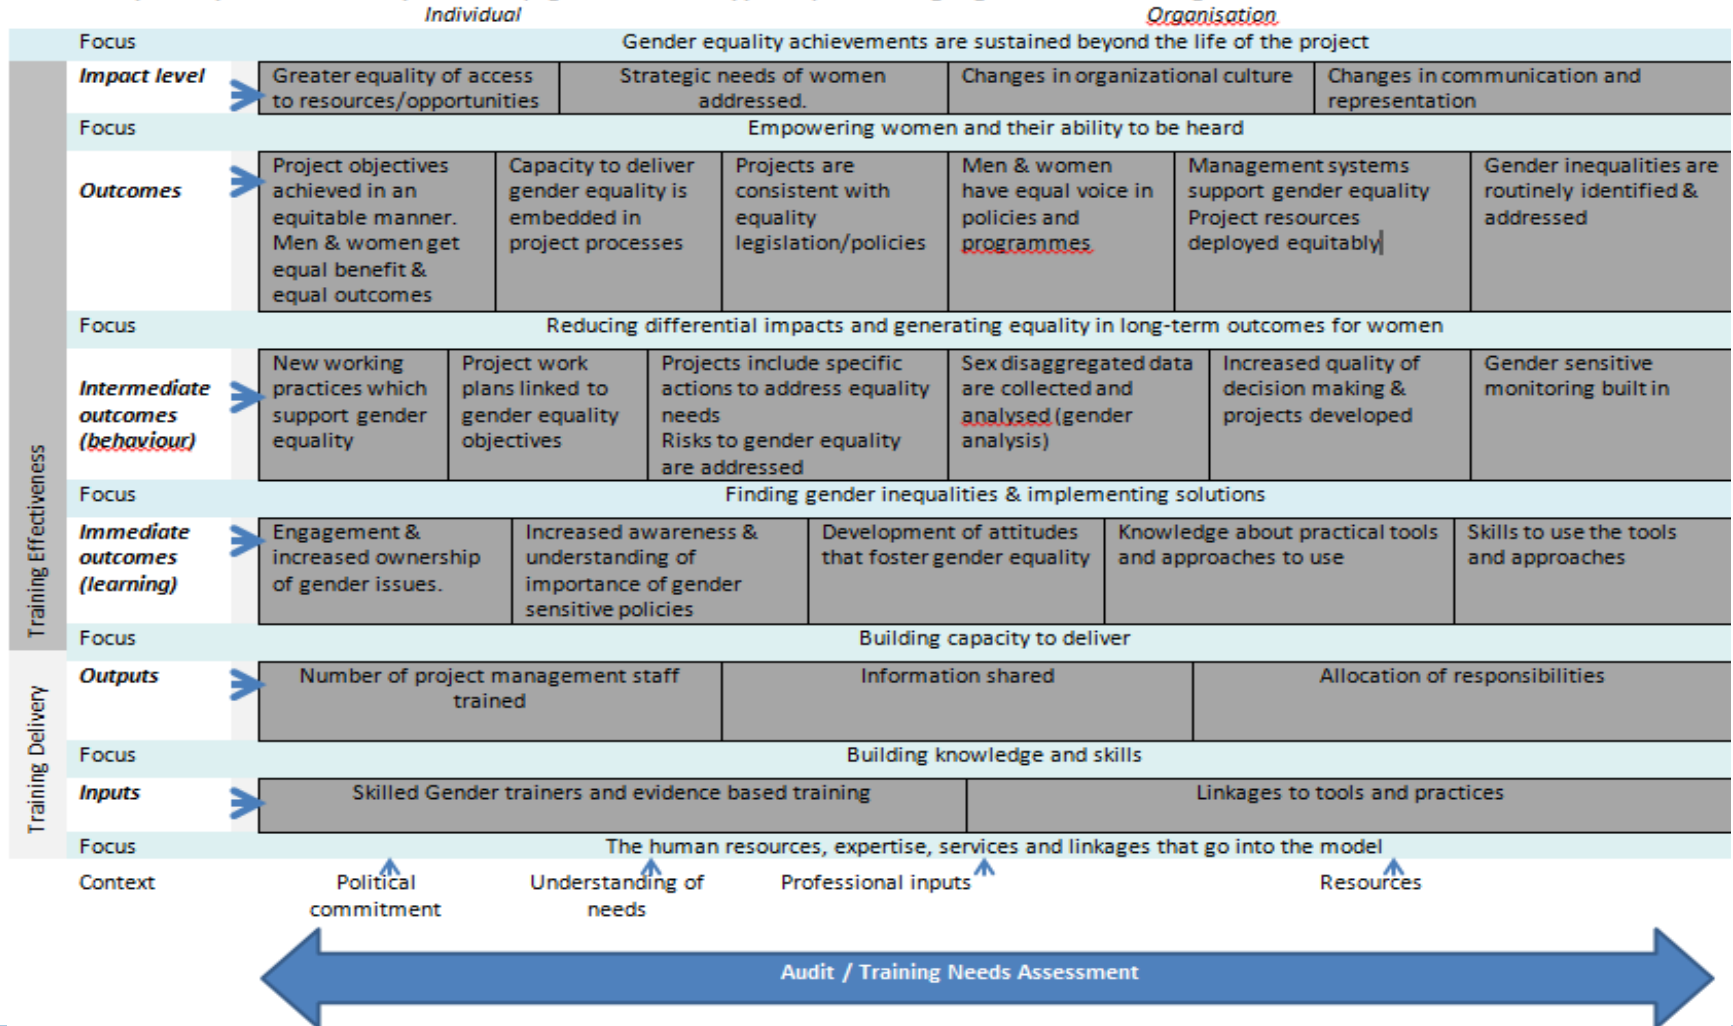 Individual
Organisation
Focus
Gender equality achievements are sustained beyond the life of the project
Impact level
Greater equality of access
to resources/opportunities
Strategic needs of women
addressed.
Changes in organizational culture
Changes in communication and
representation
Focus
Empowering women and their ability to be heard
Outcomes
Project objectives
achieved in an
equitable manner.
Men & women get
equal benefit &
equal outcomes
Capacity to deliver
gender equality is
embedded in
project processes
Projects are
consistent with
equality
legislation/policies
Men & women
have equal voice in
policies and
programmes
Management systems
support gender equality
Project resources
deployed equitably
Gender inequalities are
routinely identified &
addressed
Focus
Reducing differential impacts and generating equality in long-term outcomes for women
Intermediate
outcomes
(behaviour)
New working
practices which
support gender
equality
Project work
plans linked to
gender equality
objectives
Projects include specific
actions to address equality
needs
Risks to gender equality
are addressed
Sex disaggregated data
are collected and
analysed (gender
analysis)
Increased quality of
decision making &
projects developed
Gender sensitive
monitoring built in
Focus
Finding gender inequalities & implementing solutions
Immediate
outcomes
(learning)
Engagement &
increased ownership
of gender issues.
Increased awareness &
understanding of
importance of gender
sensitive policies
Development of attitudes
that foster gender equality
Knowledge about practical tools
and approaches to use
Skills to use the tools
and approaches
Training Effectiveness
Focus
Building capacity to deliver
Outputs
Number of project management staff
trained
Information shared
Allocation of responsibilities
Focus
Building knowledge and skills
Inputs
Skilled Gender trainers and evidence based training
Linkages to tools and practices
Training Delivery
Focus
The human resources, expertise, services and linkages that go into the model
Context
Political
commitment
Understanding of
needs
Professional inputs
Resources
Audit / Training Needs Assessment